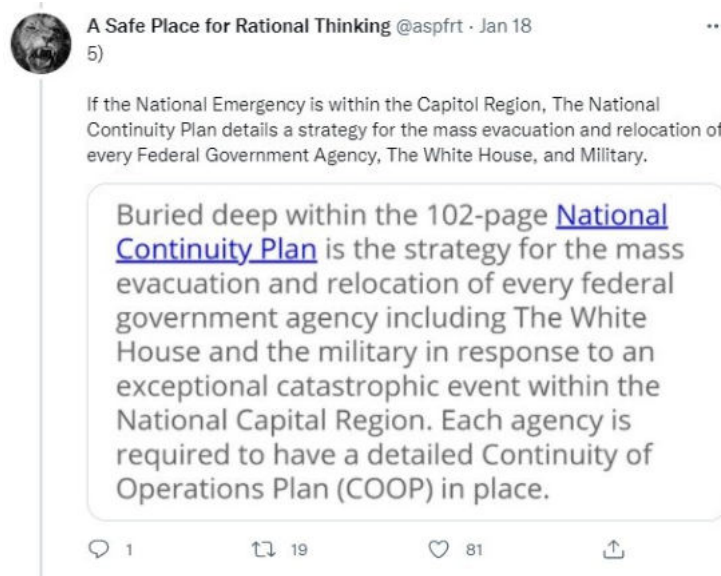 A Safe Place for Rational Thinking @aspfrt · Jan 18
5)
If the National Emergency is within the Capitol Region, The National
Continuity Plan details a strategy for the mass evacuation and relocation of
every Federal Government Agency, The White House, and Military.
Buried deep within the 102-page National
Continuity Plan is the strategy for the mass
evacuation and relocation of every federal
government agency including The White
House and the military in response to an
exceptional catastrophic event within the
National Capital Region. Each agency is
required to have a detailed Continuity of
Operations Plan (COOP) in place.
1 19 81